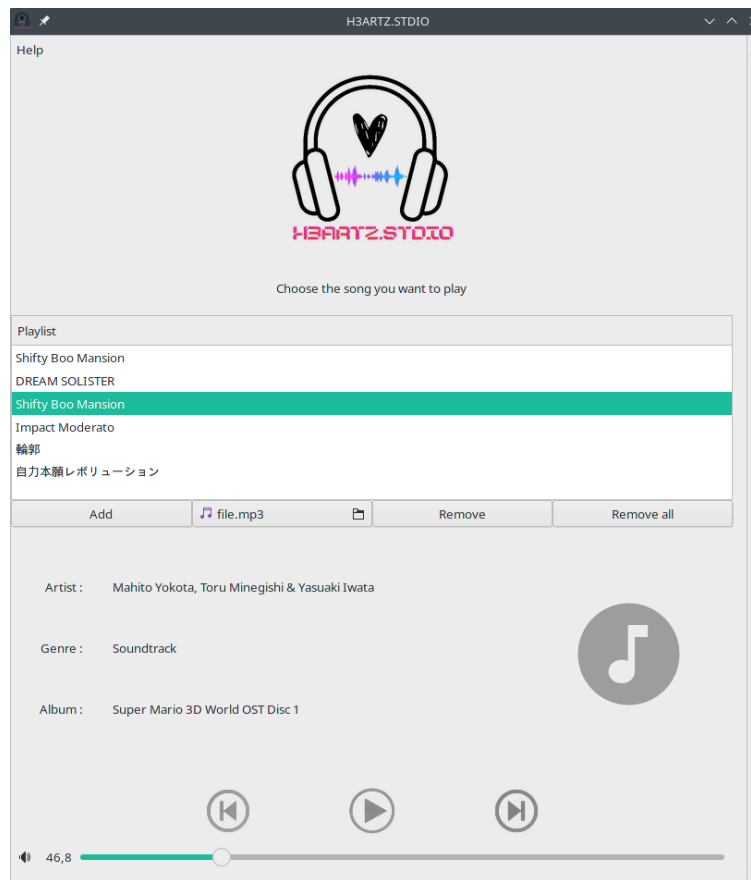 H3ARTZ.STDIO
Help
H3ARTZ.STDIO
Choose the song you want to play
Playlist
Shifty Boo Mansion
DREAM SOLISTER
Shifty Boo Mansion
Impact Moderato
輪郭
自力本願レボリューション
Add file.mp3 Remove Remove all
Artist : Mahito Yokota, Toru Minegishi & Yasuaki Iwata
Genre : Soundtrack
Album : Super Mario 3D World OST Disc 1
46,8